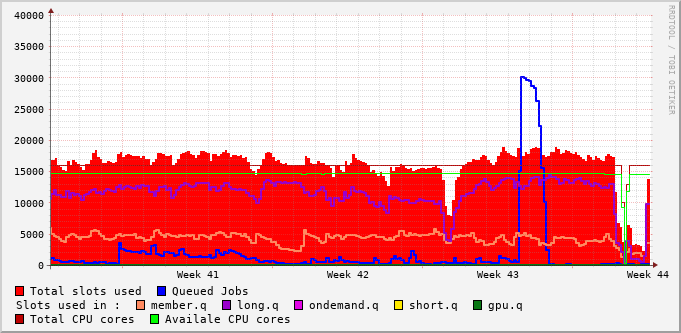 40000
35000
30000
25000
20000
15000
10000
5000
0
Week 41 Week 42 Week 43 Week 44
RRDTOOL / TOBI OETIKER
Total slots used Queued Jobs
Slots used in : member.q long.q ondemand.q short.q gpu.q
Total CPU cores Availale CPU cores